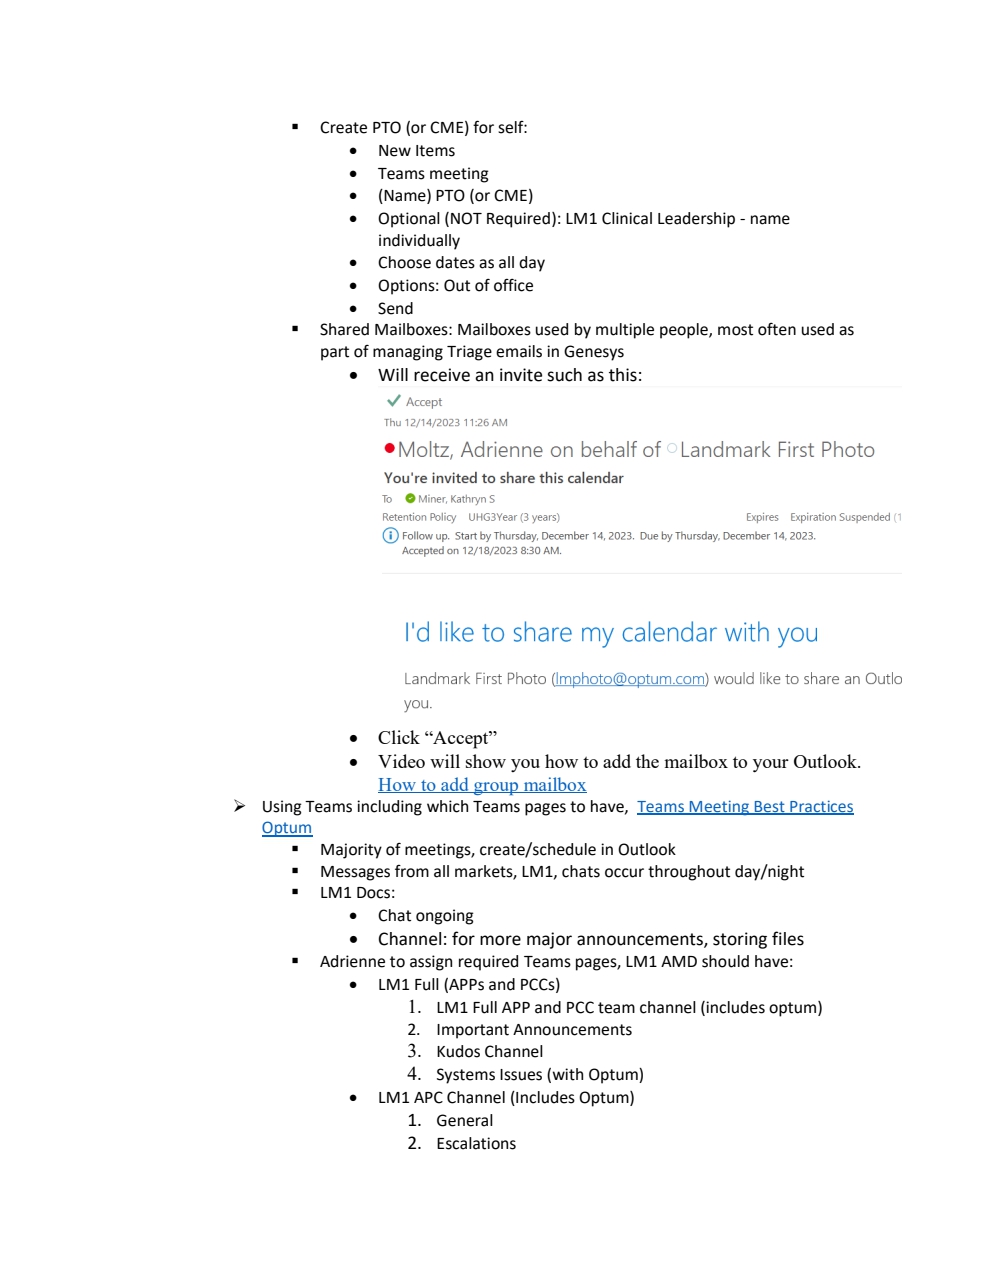 ▪ Create PTO (or CME) for self:
• New Items
• Teams meeting
• (Name) PTO (or CME)
• Optional (NOT Required): LM1 Clinical Leadership - name
individually
• Choose dates as all day
• Options: Out of office
• Send
▪ Shared Mailboxes: Mailboxes used by multiple people, most often used as
part of managing Triage emails in Genesys
• Will receive an invite such as this:
Accept
Thu 12/14/2023 11:26 AM
Moltz, Adrienne on behalf of Landmark First Photo
You're invited to share this calendar
To Miner, Kathryn S
Retention Policy UHG3Year (3 years) Expires Expiration Suspended (1
Follow up. Start by Thursday, December 14, 2023. Due by Thursday, December 14, 2023.
Accepted on 12/18/2023 8:30 AM.
I'd like to share my calendar with you
Landmark First Photo (lmphoto@optum.com) would like to share an Outlo
you.
• Click “Accept”
• Video will show you how to add the mailbox to your Outlook.
How to add group mailbox
➢ Using Teams including which Teams pages to have, Teams Meeting Best Practices
Optum
▪ Majority of meetings, create/schedule in Outlook
▪ Messages from all markets, LM1, chats occur throughout day/night
▪ LM1 Docs:
• Chat ongoing
• Channel: for more major announcements, storing files
▪ Adrienne to assign required Teams pages, LM1 AMD should have:
• LM1 Full (APPs and PCCs)
1. LM1 Full APP and PCC team channel (includes optum)
2. Important Announcements
3. Kudos Channel
4. Systems Issues (with Optum)
• LM1 APC Channel (Includes Optum)
1. General
2. Escalations